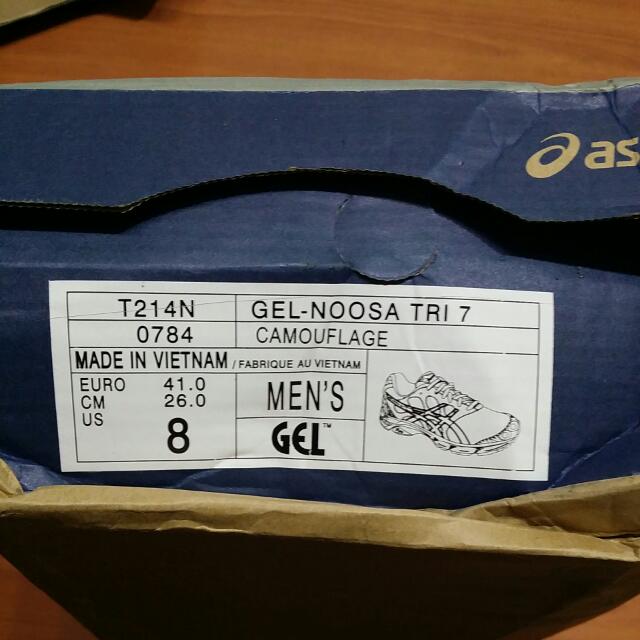 as
T214N GEL-NOOSA TRI 7
0784 CAMOUFLAGE
MADE IN VIETNAM / FABRIQUE AU VIETNAM
EURO 41.0
CM 26.0
US 8
MEN'S
GEL™